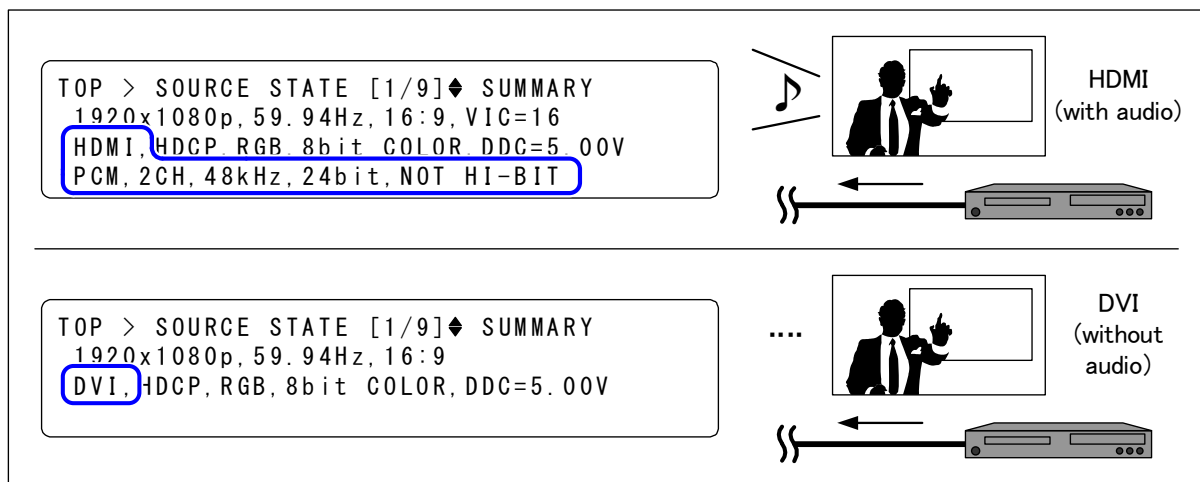 TOP > SOURCE STATE [1/9]♦ SUMMARY
1920x1080p,59.94Hz,16:9,VIC=16
HDMI,HDCP,RGB,8bit COLOR,DDC=5.00V
PCM,2CH,48kHz,24bit,NOT HI-BIT
♪
HDMI
(with audio)
TOP > SOURCE STATE [1/9]♦ SUMMARY
1920x1080p,59.94Hz,16:9
DVI,HDCP,RGB,8bit COLOR,DDC=5.00V
....
DVI
(without
audio)